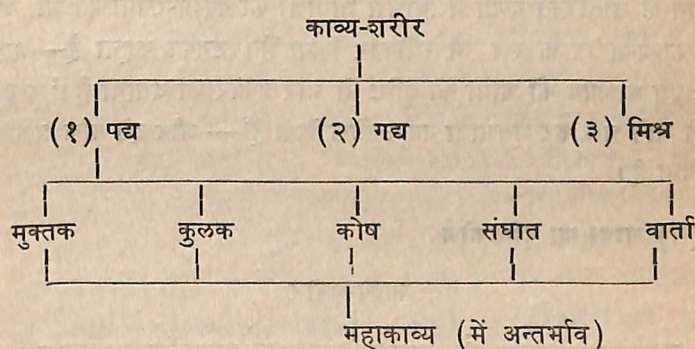 काव्य-शरीर
(१) पद्य (२) गद्य (३) मिश्र
मुक्तक कुलक कोष संघात वार्ता
महाकाव्य (में अन्तर्भाव)